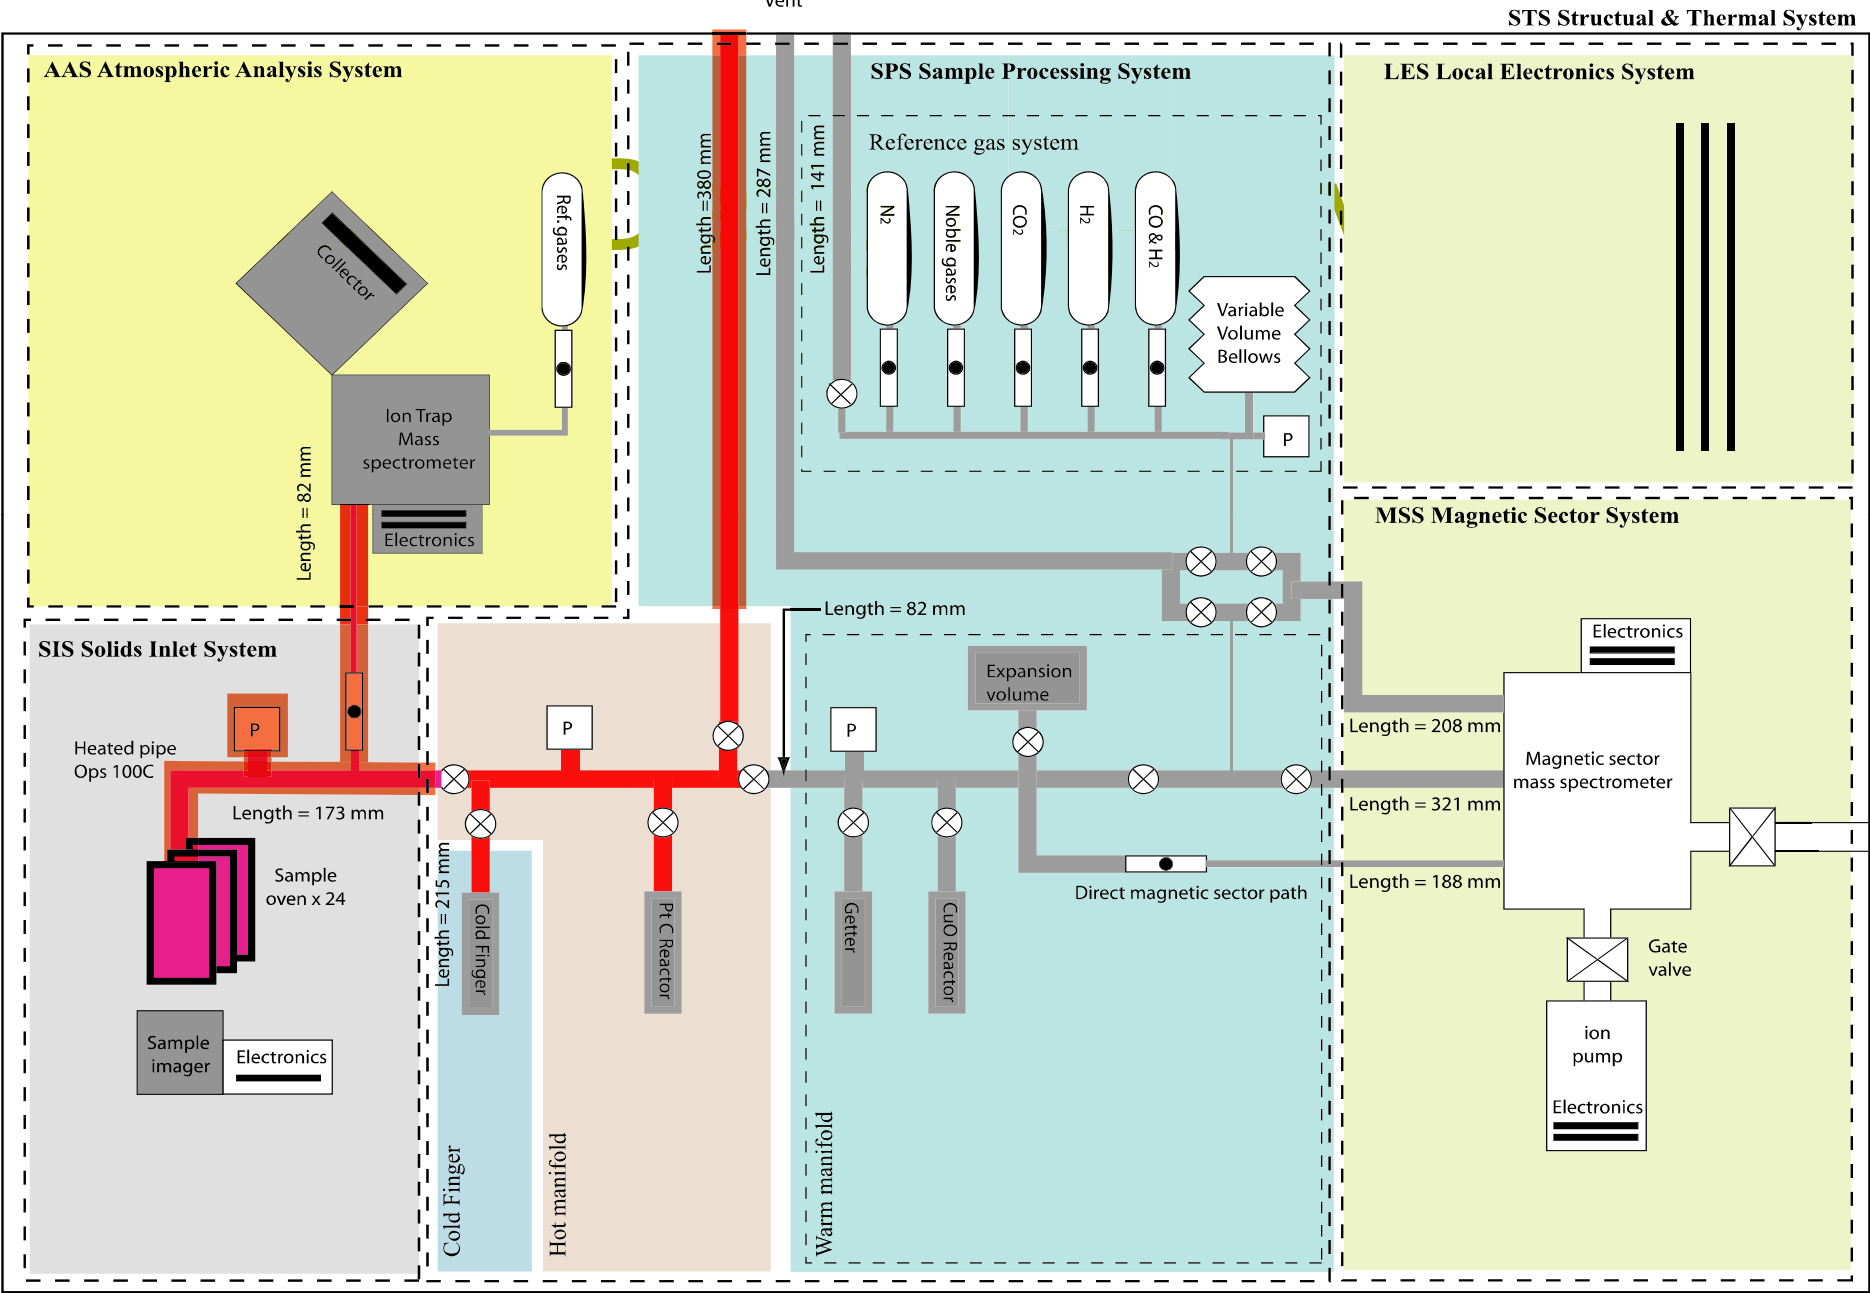 vent
STS Structual & Thermal System
AAS Atmospheric Analysis System
SPS Sample Processing System
LES Local Electronics System
Length =380 mm
Length = 287 mm
Length = 141 mm
Reference gas system
Ref. gases
N2
Noble gases
CO2
H2
CO & H2
Collector
Variable
Volume
Bellows
Ion Trap
Mass
spectrometer
P
Length = 82 mm
Electronics
MSS Magnetic Sector System
Length = 82 mm
SIS Solids Inlet System
Electronics
Expansion
volume
P
P
P
Heated pipe
Ops 100C
Length = 208 mm
Magnetic sector
mass spectrometer
Length = 173 mm
Length = 321 mm
Sample
oven x 24
Length = 215 mm
Cold Finger
Pt C Reactor
Getter
CuO Reactor
Direct magnetic sector path
Length = 188 mm
Gate
valve
Sample
imager
Electronics
ion
pump
Electronics
Cold Finger
Hot manifold
Warm manifold